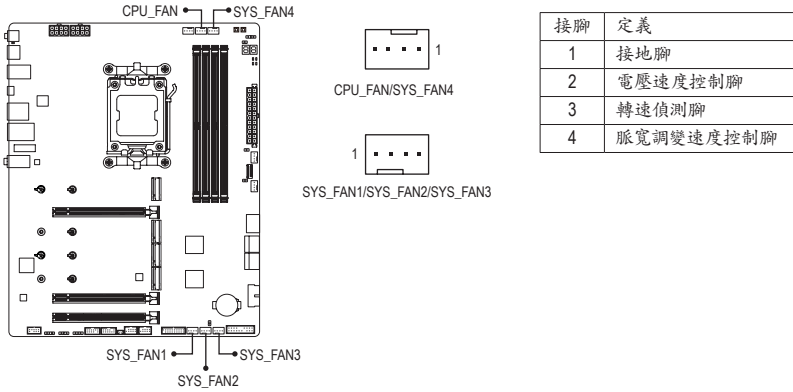 CPU_FAN
SYS_FAN4
1
CPU_FAN/SYS_FAN4
1
SYS_FAN1/SYS_FAN2/SYS_FAN3
SYS_FAN1
SYS_FAN3
SYS_FAN2
接腳 定義
1 接地腳
2 電壓速度控制腳
3 轉速偵測腳
4 脈寬調變速度控制腳